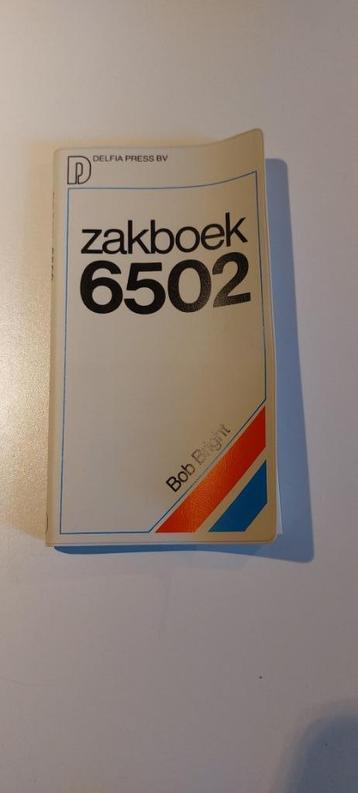 DELFIA PRESS BV
zakboek
6502
Bob Bright